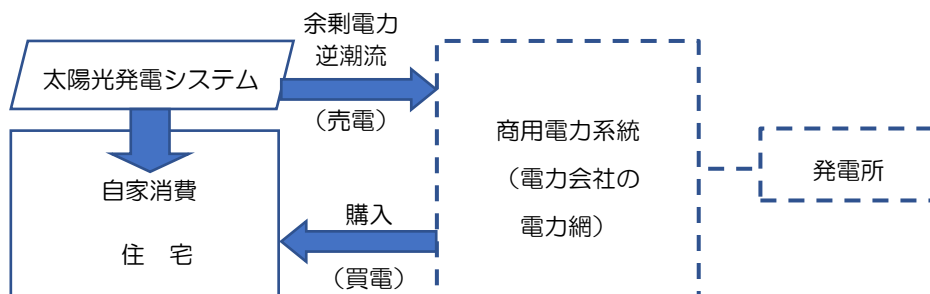 余剰電力
逆潮流
太陽光発電システム
（売電）
自家消費
住　宅
購入
（買電）
商用電力系統
（電力会社の
電力網）
発電所